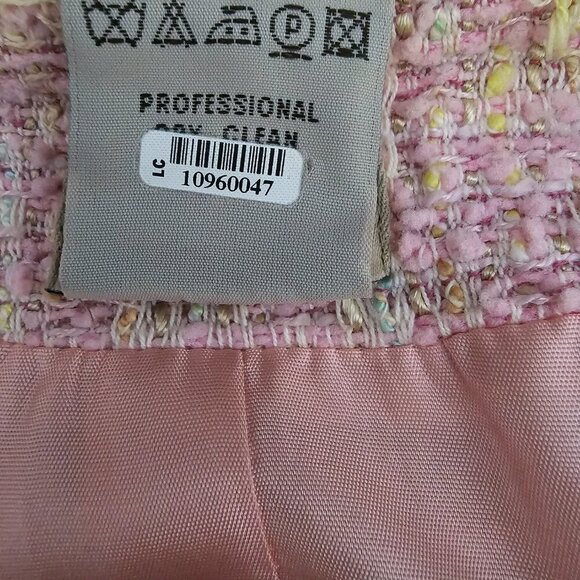 P
PROFESSIONAL
DRY CLEAN
LC
10960047